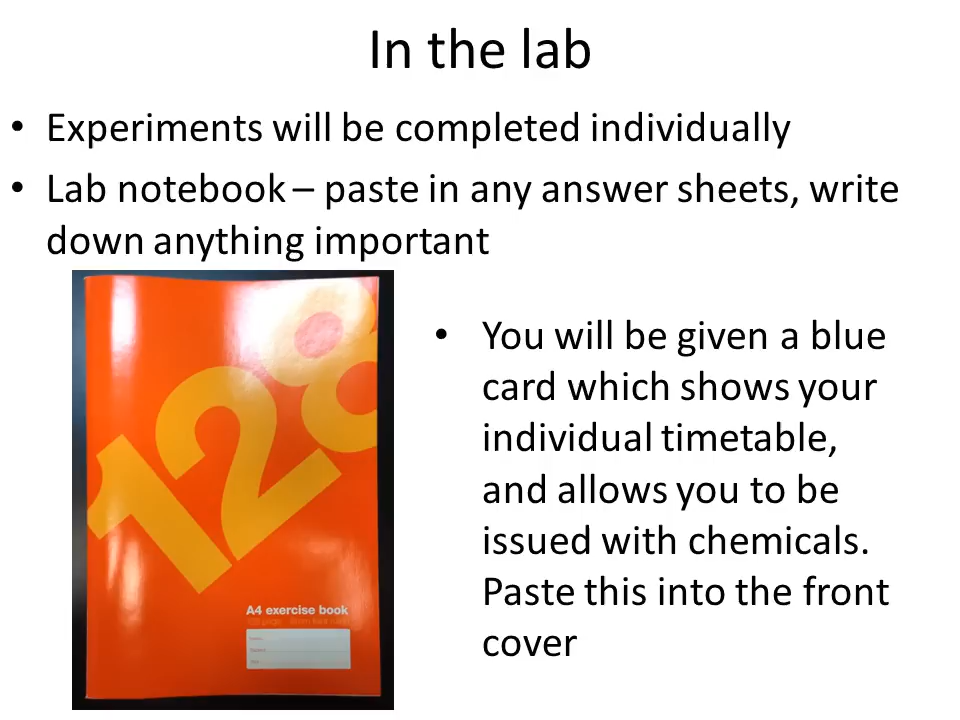 In the lab
• Experiments will be completed individually
• Lab notebook – paste in any answer sheets, write
down anything important
128
A4 exercise book
• You will be given a blue
card which shows your
individual timetable,
and allows you to be
issued with chemicals.
Paste this into the front
cover